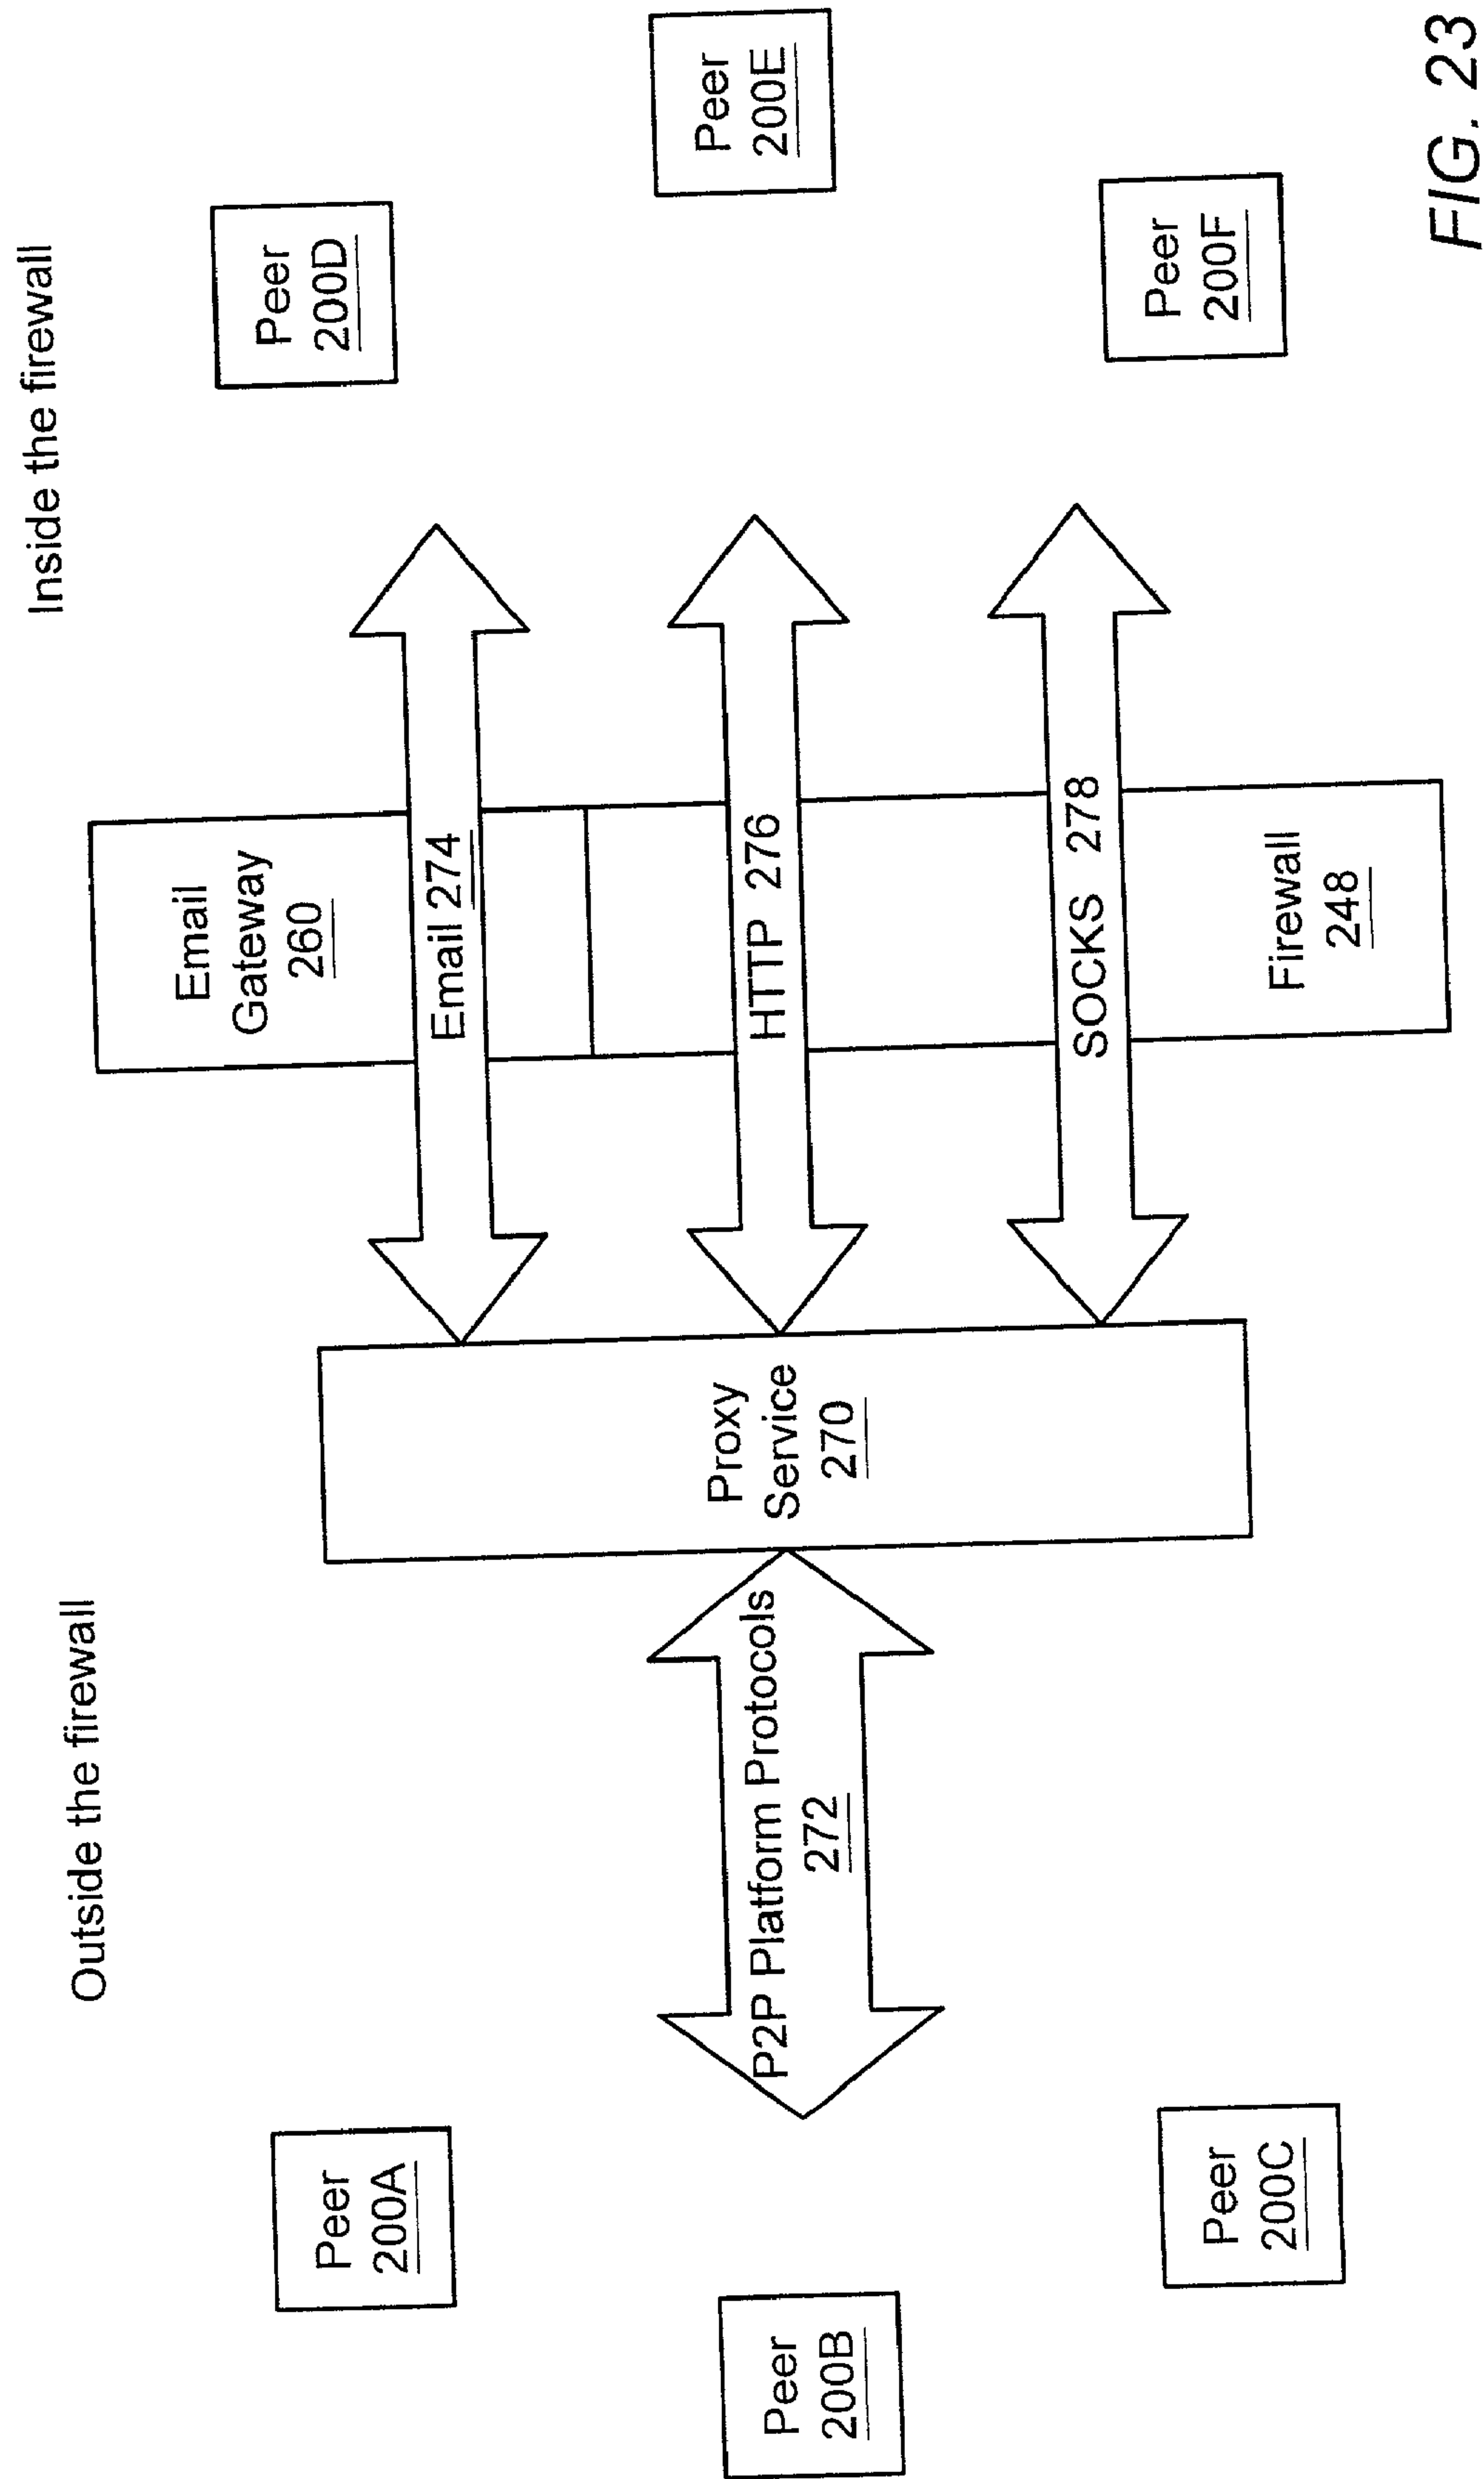 Outside the firewall
Inside the firewall
Peer
200A
Peer
200B
Peer
200C
P2P Platform Protocols
272
Proxy
Service
270
Email
Gateway
260
Email 274
HTTP 276
SOCKS 278
Firewall
248
Peer
200D
Peer
200E
Peer
200F
FIG. 23